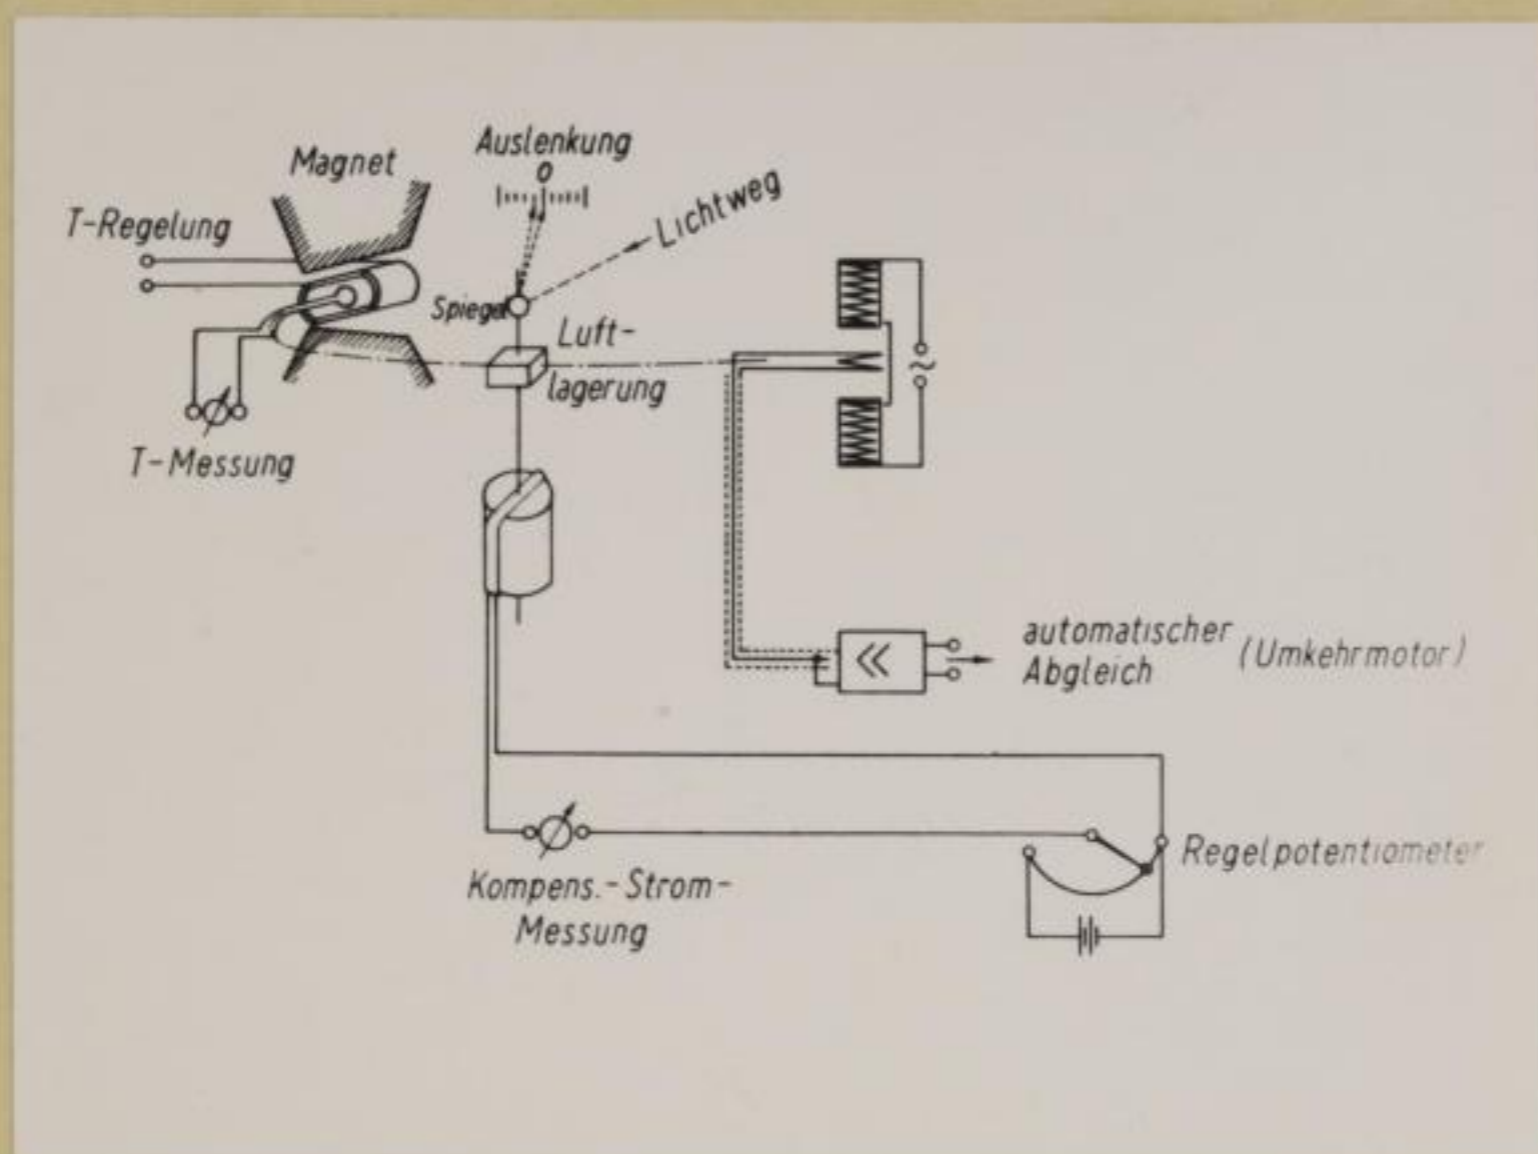 Magnet
Auslenkung
0
T-Regelung
Lichtweg
Spiegel
Luft-
lagerung
T-Messung
automatischer
Abgleich
(Umkehrmotor)
Regelpotentiometer
Kompens.-Strom-
Messung